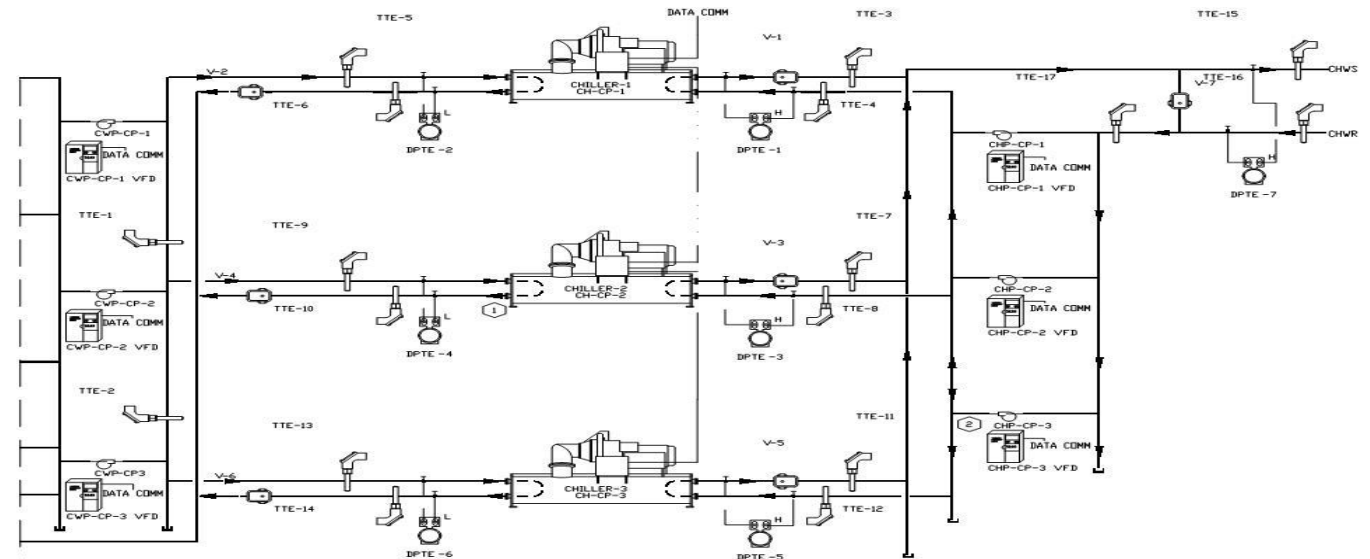 DATA COMM
TTE-5
TTE-3
TTE-15
V-1
V-2
CHILLER-1
CH-CP-1
TTE-17
TTE-16
V-7
CHWS
TTE-6
TTE-4
L
H
CWP-CP-1
DATA COMM
CWP-CP-1 VFD
DPTE -2
DPTE -1
CHP-CP-1
DATA COMM
CHP-CP-1 VFD
CHWR
H
DPTE -7
TTE-1
TTE-9
TTE-7
V-3
V-4
CHILLER-2
CH-CP-2
CWP-CP-2
TTE-10
1
TTE-8
CHP-CP-2
L
H
DATA COMM
CWP-CP-2 VFD
DPTE -4
DPTE -3
DATA COMM
CHP-CP-2 VFD
TTE-2
TTE-13
TTE-11
2
CHP-CP-3
V-5
DATA COMM
CHP-CP-3 VFD
CWP-CP3
V-6
CHILLER-3
CH-CP-3
DATA COMM
TTE-14
TTE-12
CWP-CP-3 VFD
L
H
DPTE -6
DPTE -5